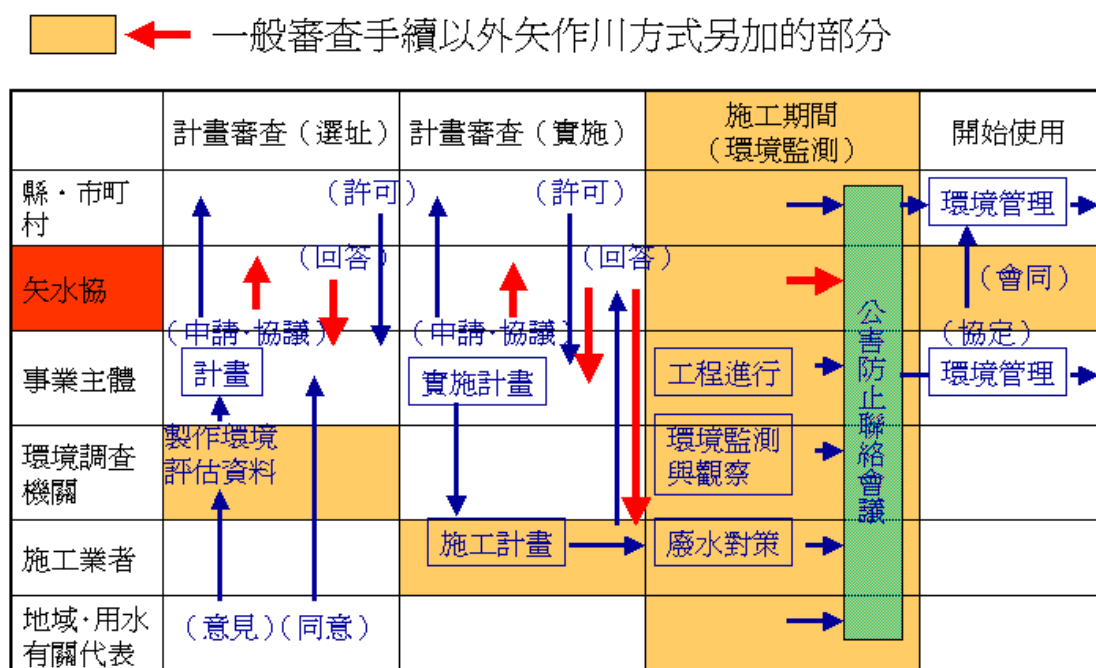 一般審查手續以外矢作川方式另加的部分
計畫審查（選址）
計畫審查（實施）
施工期間
（環境監測）
開始使用
縣・市町
村
（許可）
（許可）
環境管理
矢水協
（回答）
（回答）
（會同）
（申請・協議）
（申請・協議）
（協定）
事業主體
計畫
實施計畫
工程進行
環境管理
公害防止聯絡會議
環境調查
機關
製作環境
評估資料
環境監測
與觀察
施工業者
施工計畫
廢水對策
地域・用水
有關代表
（意見）（同意）